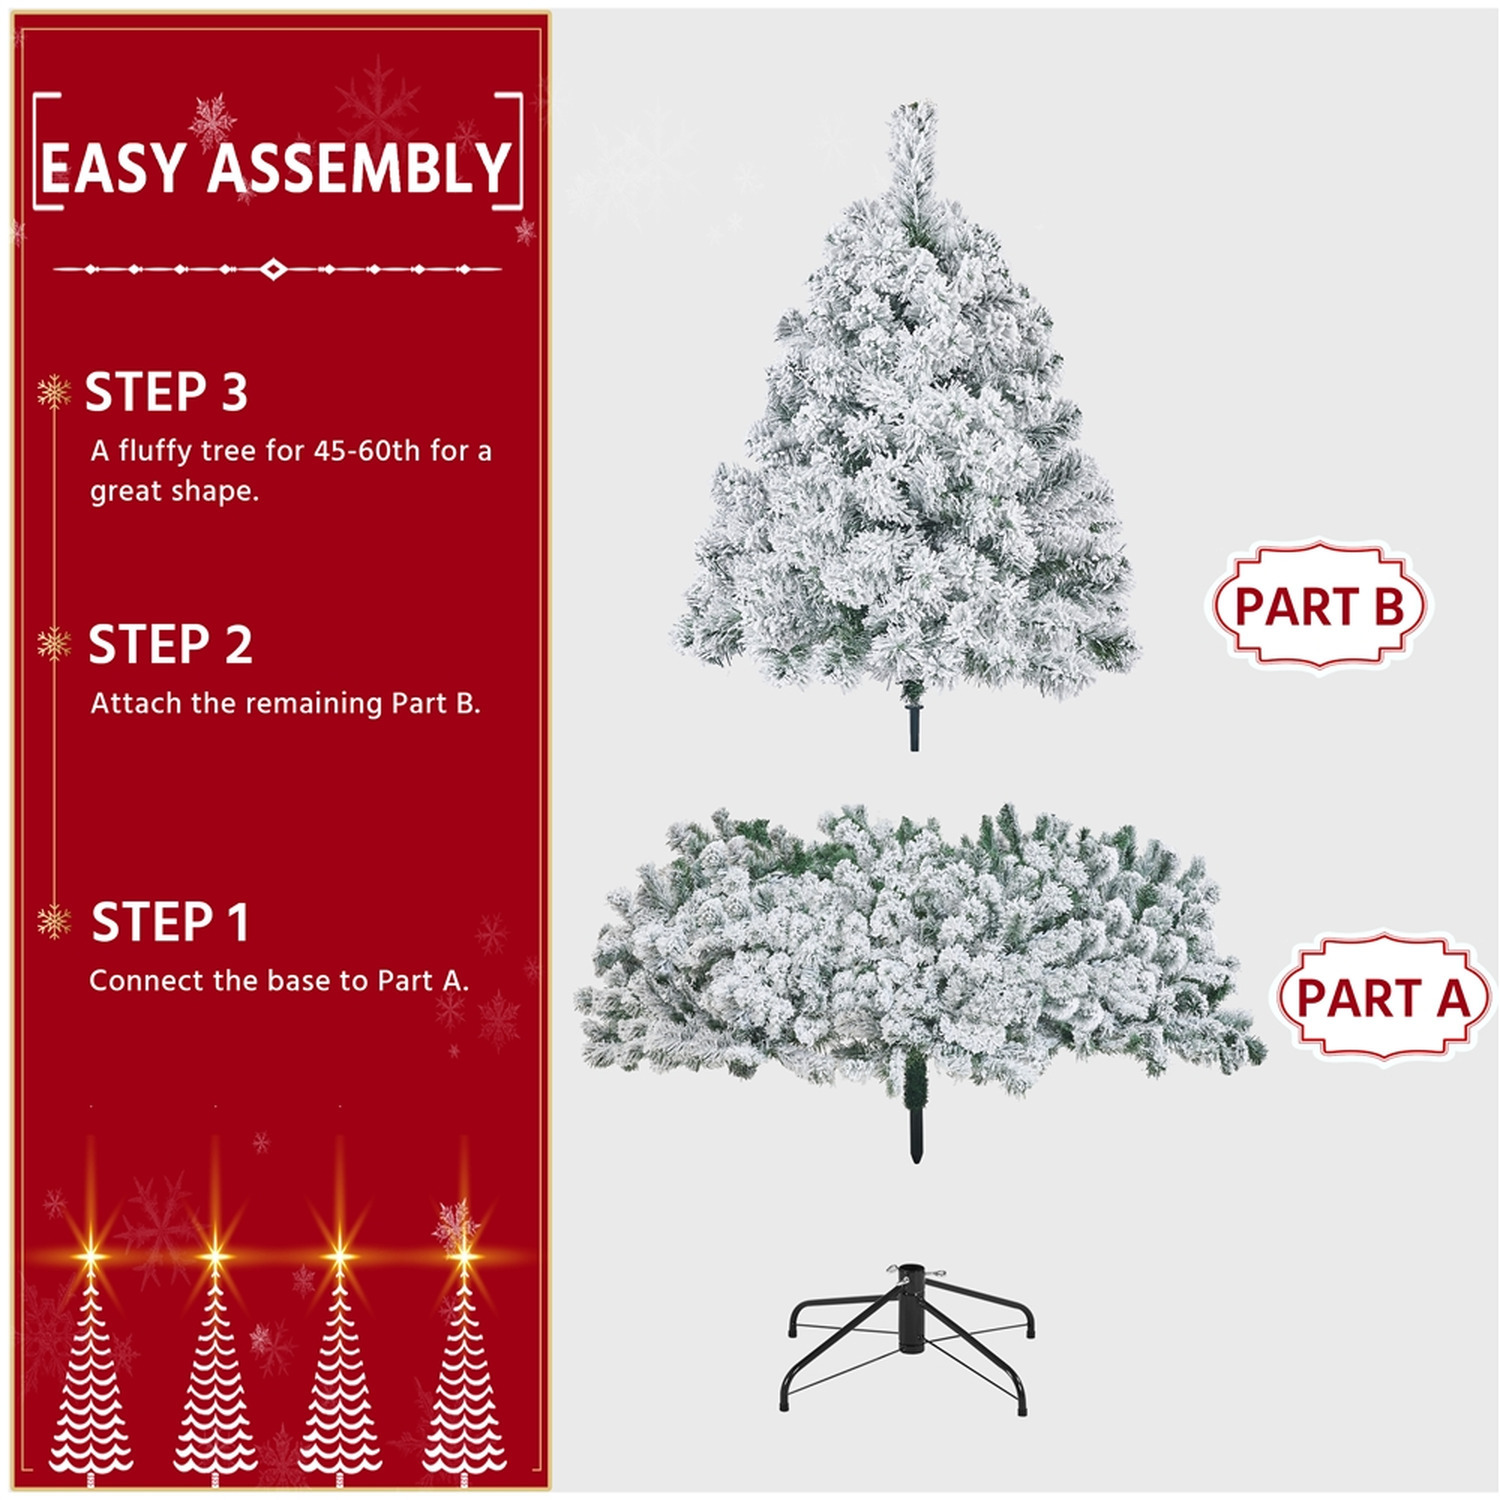 EASY ASSEMBLY
STEP 3
A fluffy tree for 45-60th for a
great shape.
STEP 2
Attach the remaining Part B.
STEP 1
Connect the base to Part A.
PART B
PART A